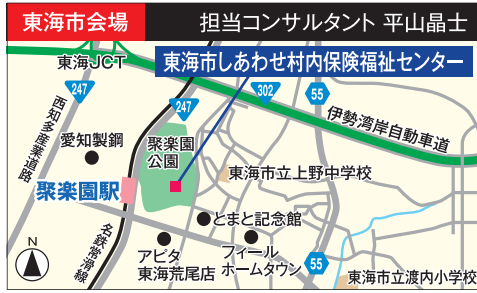 東海市会場
担当コンサルタント 平山晶士
東海JCT
東海市しあわせ村内保険福祉センター
247
西知多産業道路
247
302
55
伊勢湾岸自動車道
愛知製鋼
聚楽園
公園
東海市立上野中学校
聚楽園駅
とまと記念館
名鉄常滑線
アピタ
東海荒尾店
フィール
ホームタウン
55
N
東海市立渡内小学校